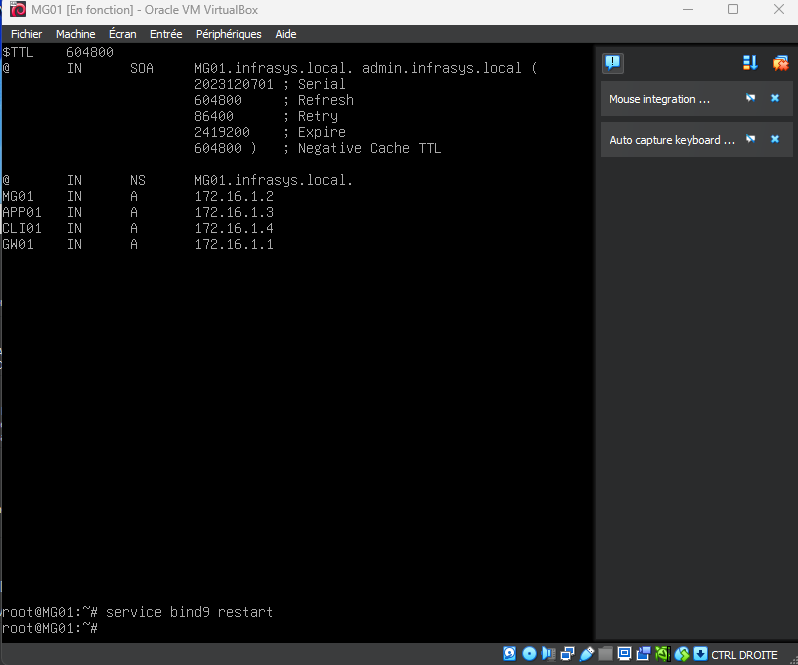 MG01 [En fonction] - Oracle VM VirtualBox
Fichier Machine Écran Entrée Périphériques Aide
$TTL 604800
@ IN SOA MG01.infrasys.local. admin.infrasys.local (
2023120701 ; Serial
604800 ; Refresh
86400 ; Retry
2419200 ; Expire
604800 ) ; Negative Cache TTL
@ IN NS MG01.infrasys.local.
MG01 IN A 172.16.1.2
APP01 IN A 172.16.1.3
CLI01 IN A 172.16.1.4
GW01 IN A 172.16.1.1
root@MG01:~# service bind9 restart
root@MG01:~#
Mouse integration ...
Auto capture keyboard ...
CTRL DROITE